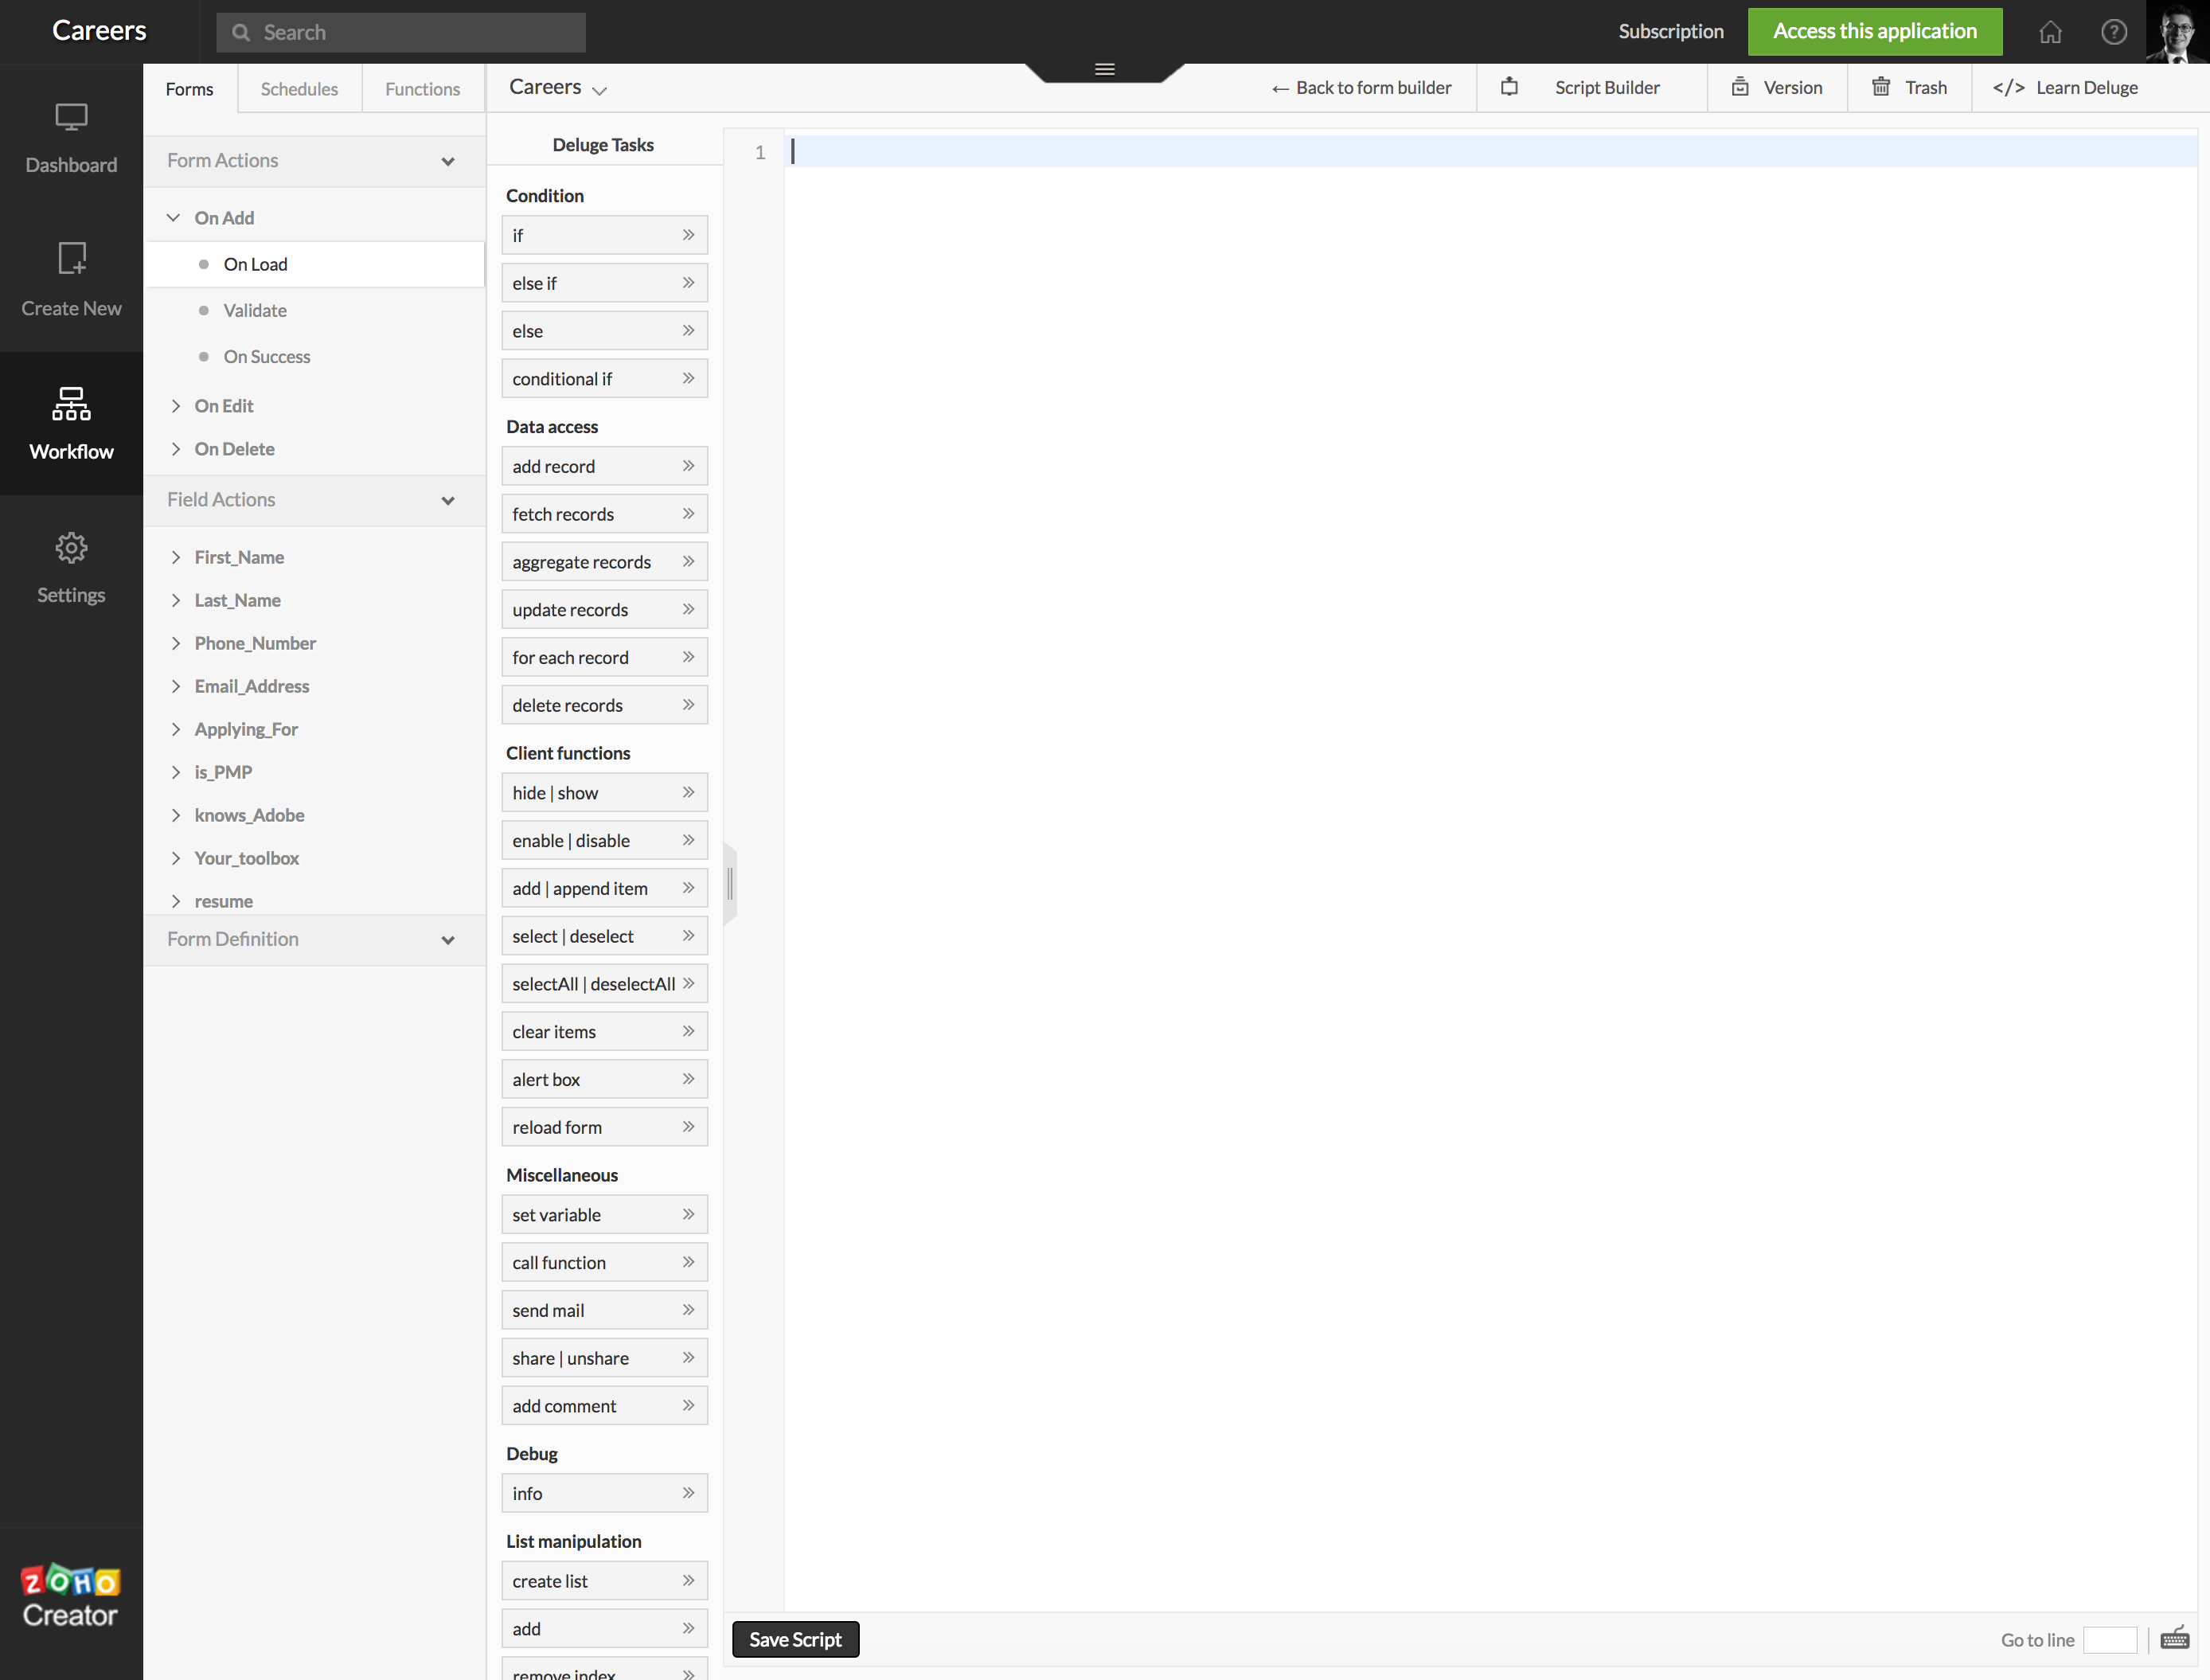 Careers
Search
Subscription
Access this application
Dashboard
Create New
Workflow
Settings
ZOHO
Creator
Forms
Schedules
Functions
Form Actions
On Add
On Load
Validate
On Success
On Edit
On Delete
Field Actions
First_Name
Last_Name
Phone_Number
Email_Address
Applying_For
is_PMP
knows_Adobe
Your_toolbox
resume
Form Definition
Careers
← Back to form builder
Script Builder
Version
Trash
</> Learn Deluge
Deluge Tasks
Condition
if
else if
else
conditional if
Data access
add record
fetch records
aggregate records
update records
for each record
delete records
Client functions
hide | show
enable | disable
add | append item
select | deselect
selectAll | deselectAll
clear items
alert box
reload form
Miscellaneous
set variable
call function
send mail
share | unshare
add comment
Debug
info
List manipulation
create list
add
remove index
1
Save Script
Go to line